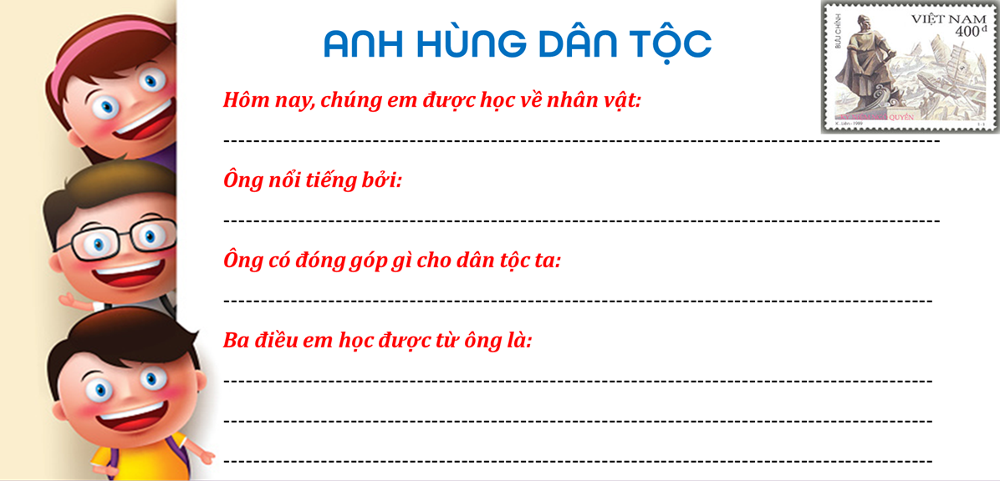 ANH HÙNG DÂN TỘC
BƯU CHÍNH
VIỆT NAM
400đ
Hôm nay, chúng em được học về nhân vật:
QUYỀN
1999
Ông nổi tiếng bởi:
Ông có đóng góp gì cho dân tộc ta:
Ba điều em học được từ ông là: